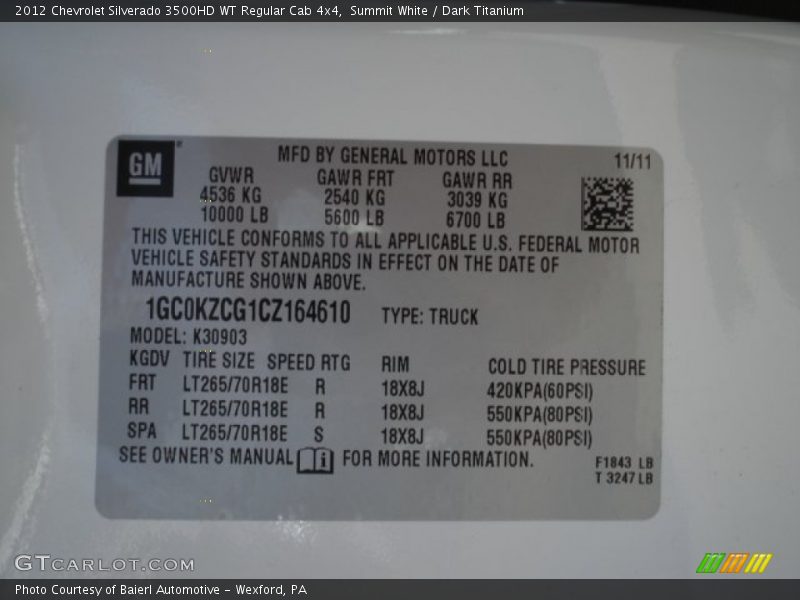 2012 Chevrolet Silverado 3500HD WT Regular Cab 4x4, Summit White / Dark Titanium
GM
MFD BY GENERAL MOTORS LLC 11/11
GVWR GAWR FRT GAWR RR
4536 KG 2540 KG 3039 KG
10000 LB 5600 LB 6700 LB
THIS VEHICLE CONFORMS TO ALL APPLICABLE U.S. FEDERAL MOTOR
VEHICLE SAFETY STANDARDS IN EFFECT ON THE DATE OF
MANUFACTURE SHOWN ABOVE.
1GC0KZCG1CZ164610 TYPE: TRUCK
MODEL: K30903
KGDV TIRE SIZE SPEED RTG RIM COLD TIRE PRESSURE
FRT LT265/70R18E R 18X8J 420KPA(60PSI)
RR LT265/70R18E R 18X8J 550KPA(80PSI)
SPA LT265/70R18E S 18X8J 550KPA(80PSI)
SEE OWNER'S MANUAL i FOR MORE INFORMATION.
F1843 LB
T 3247 LB
GTCARLOT.COM
Photo Courtesy of Baierl Automotive - Wexford, PA